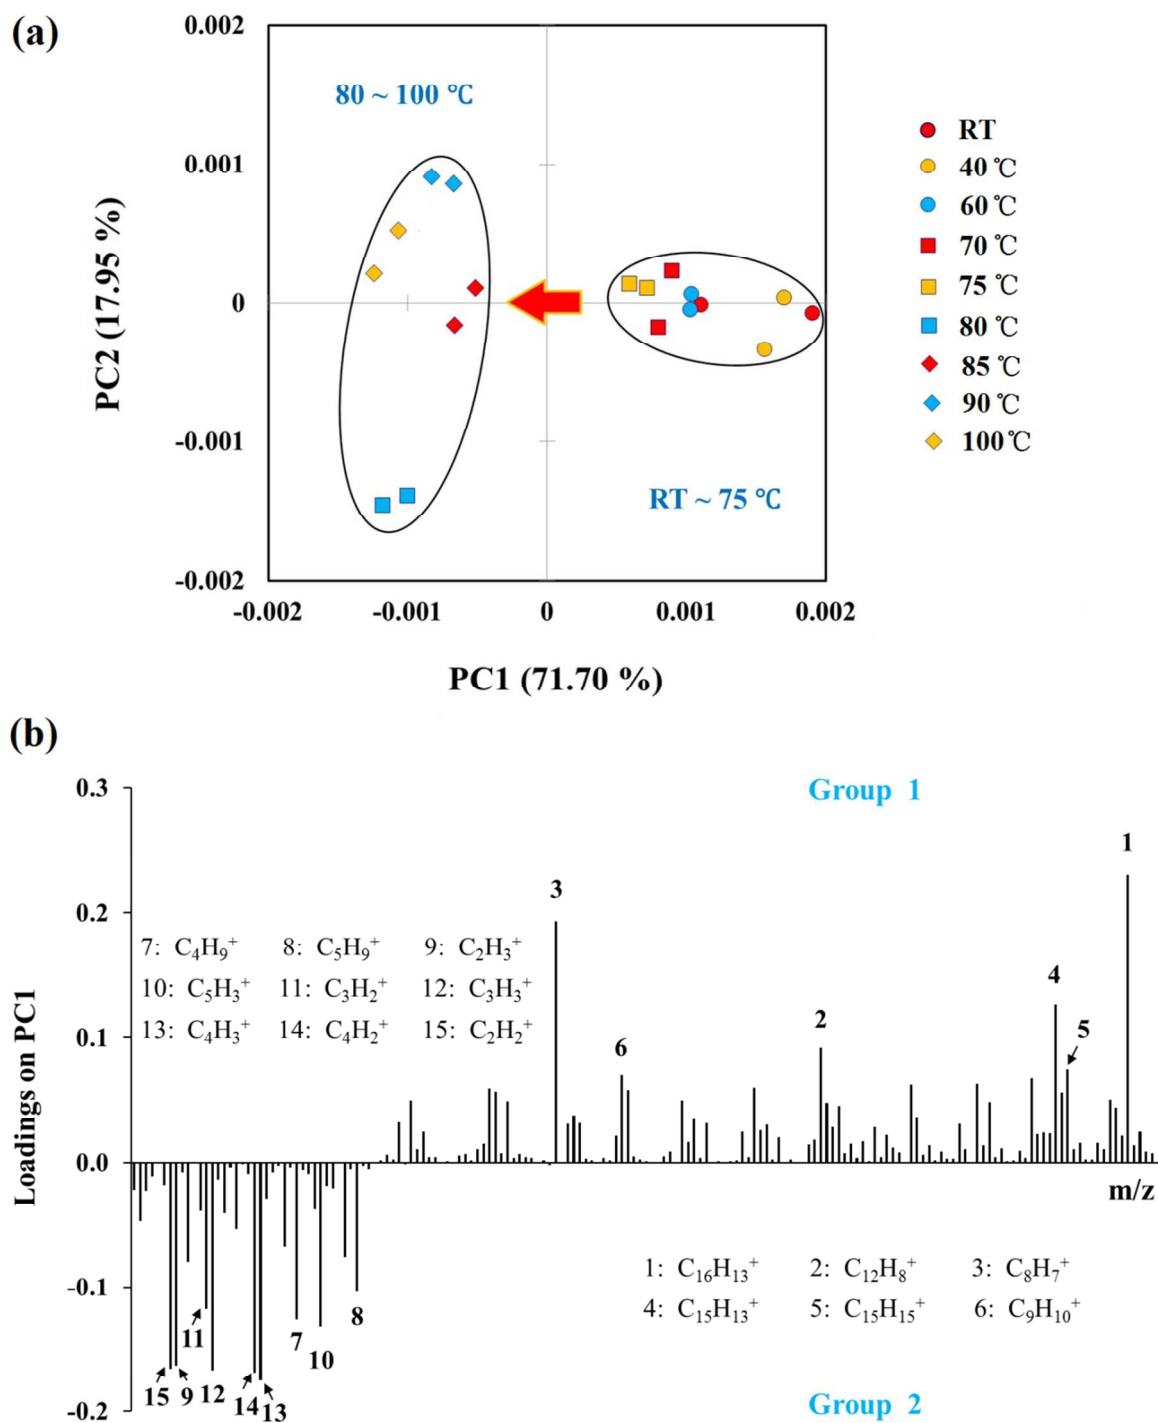 (a)
0.002
0.001
0
-0.001
-0.002
PC2 (17.95 %)
80 ~ 100 ℃
RT ~ 75 ℃
-0.002 -0.001 0 0.001 0.002
PC1 (71.70 %)
RT
40 ℃
60 ℃
70 ℃
75 ℃
80 ℃
85 ℃
90 ℃
100 ℃
(b)
0.3
0.2
0.1
0.0
-0.1
-0.2
Loadings on PC1
Group 1
1
3
4
2
5
6
7: C₄H₉⁺ 8: C₅H₉⁺ 9: C₂H₃⁺
10: C₅H₃⁺ 11: C₃H₂⁺ 12: C₃H₃⁺
13: C₄H₃⁺ 14: C₄H₂⁺ 15: C₂H₂⁺
m/z
1: C₁₆H₁₃⁺ 2: C₁₂H₈⁺ 3: C₈H₇⁺
4: C₁₅H₁₃⁺ 5: C₁₅H₁₅⁺ 6: C₉H₁₀⁺
8
11
7
10
15 9 12 14 13
Group 2